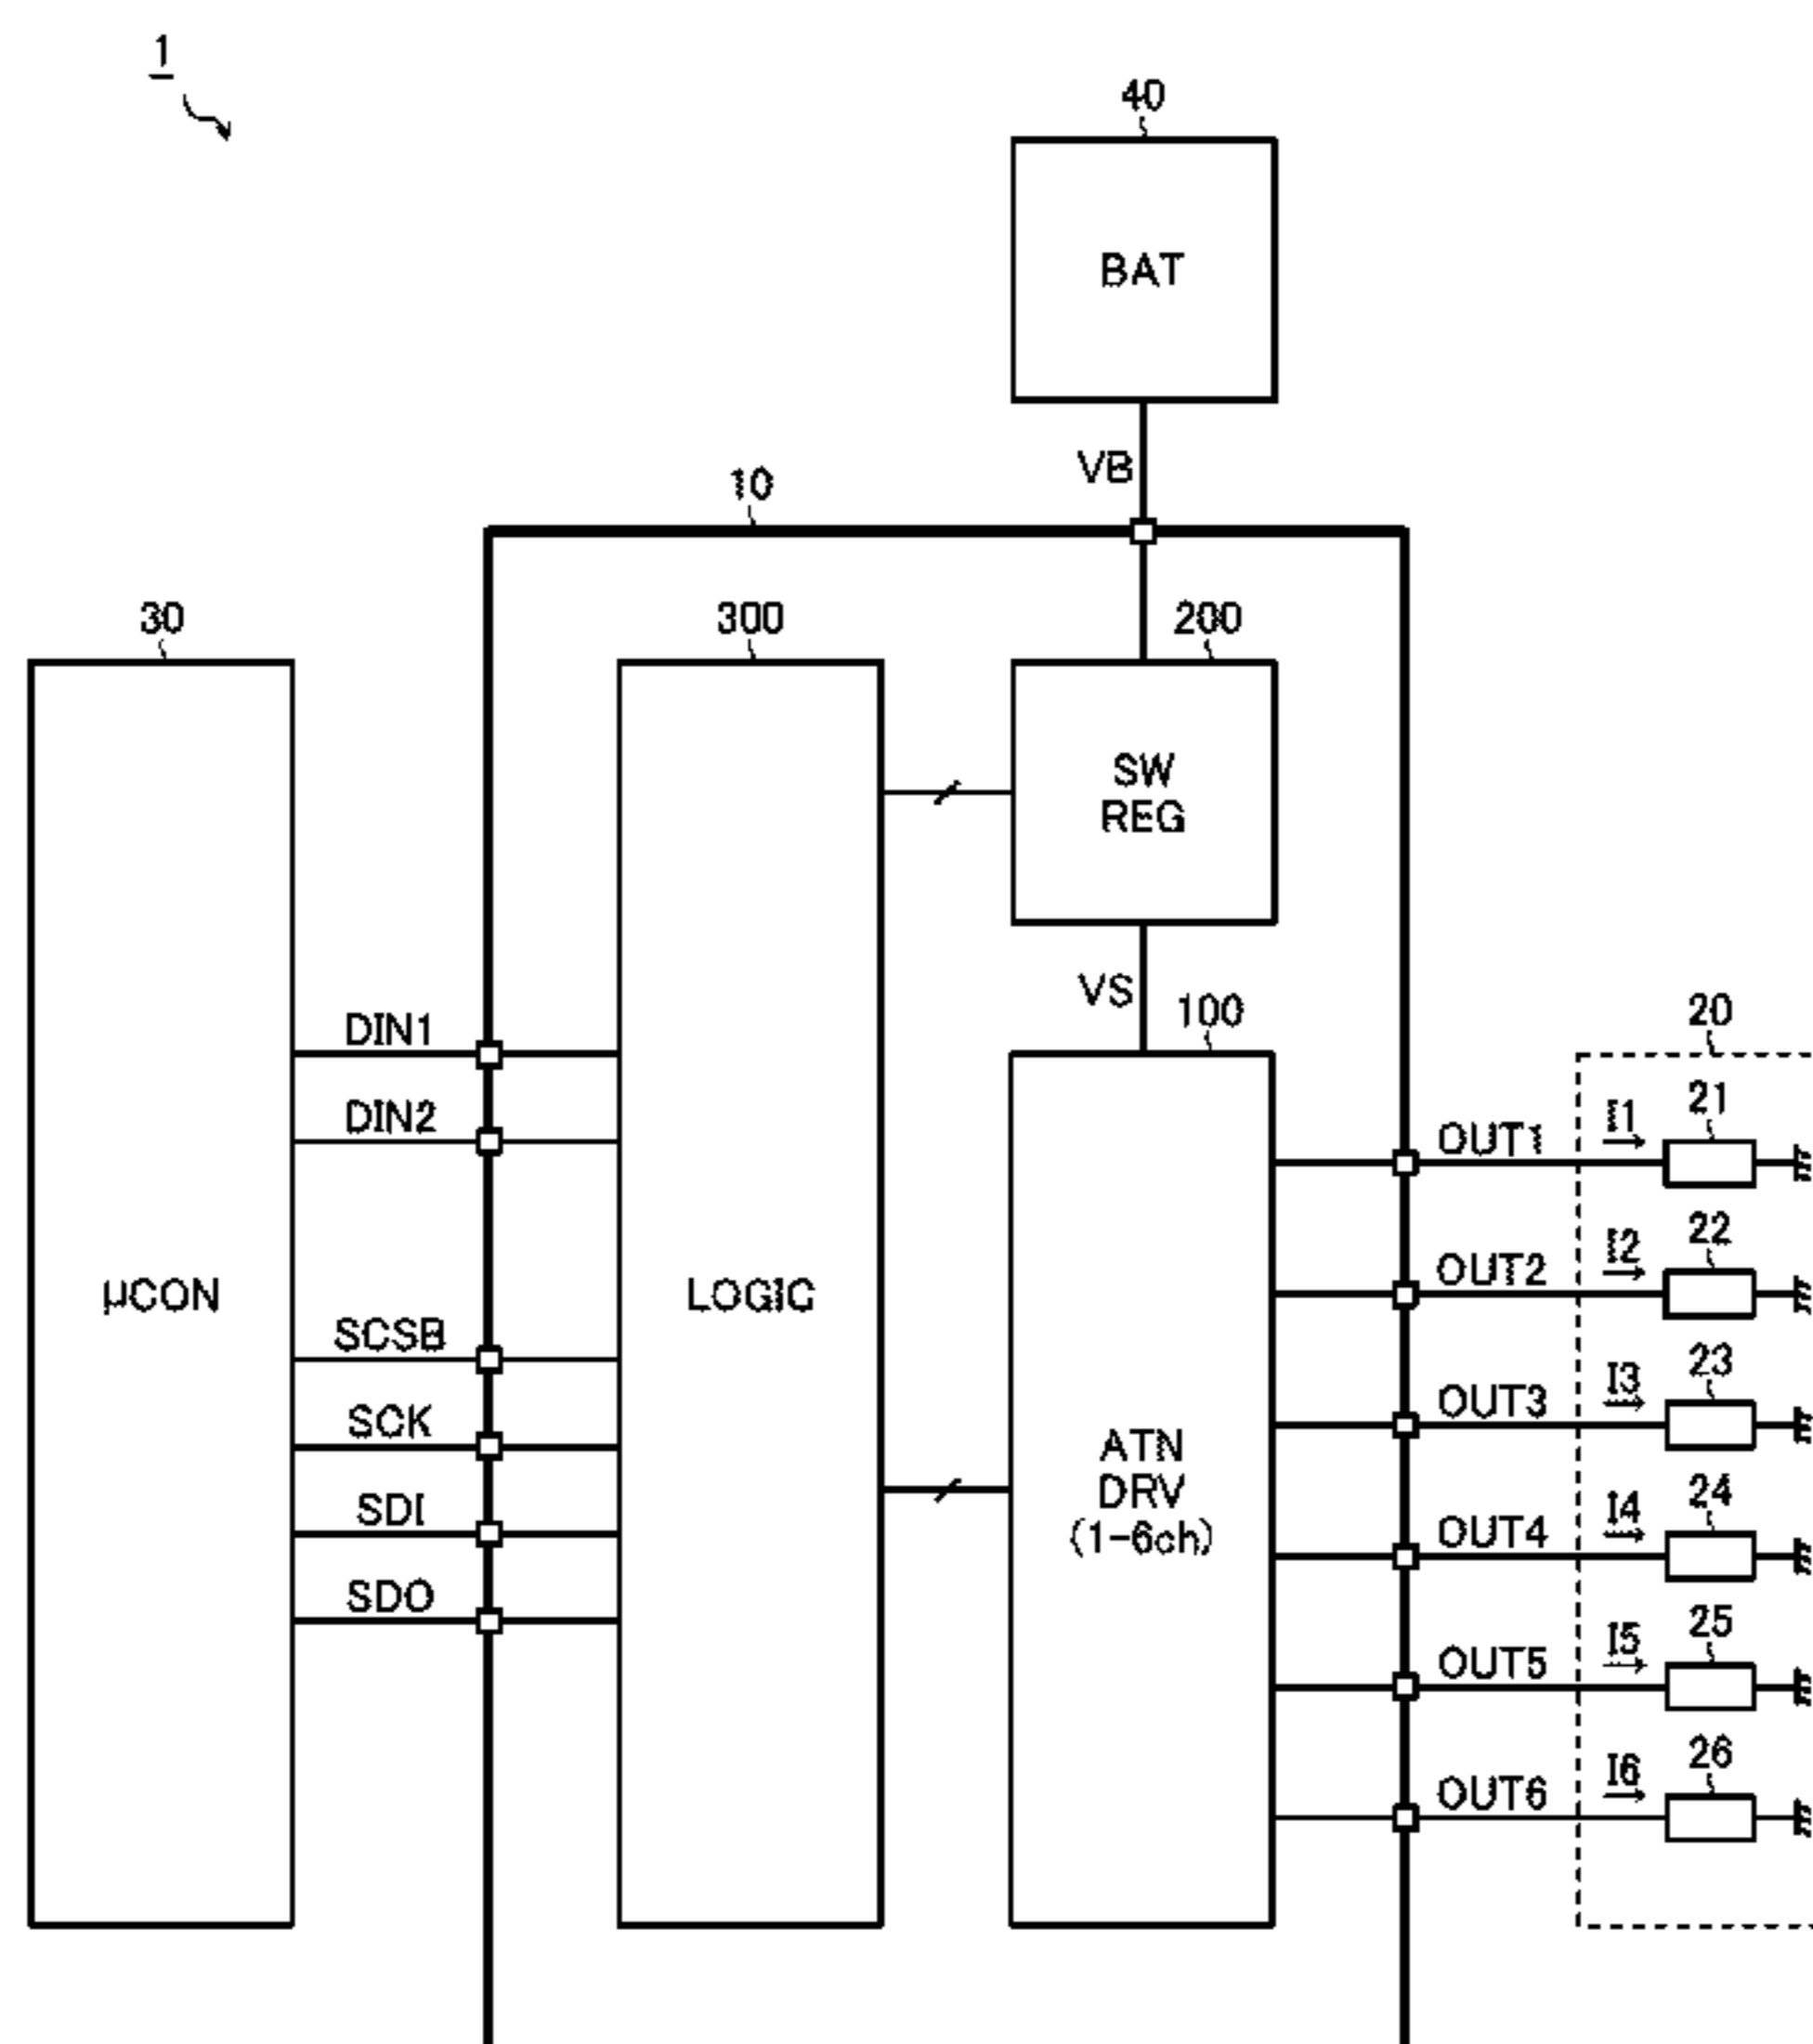 1
40
BAT
VB
10
30
300
200
SW
REG
VS
100
20
DIN1
DIN2
21
I1
OUT1
22
I2
OUT2
μCON
LOGIC
SCSB
23
I3
OUT3
SCK
ATN
DRV
(1-6ch)
24
I4
OUT4
SDI
SDO
25
I5
OUT5
26
I6
OUT6